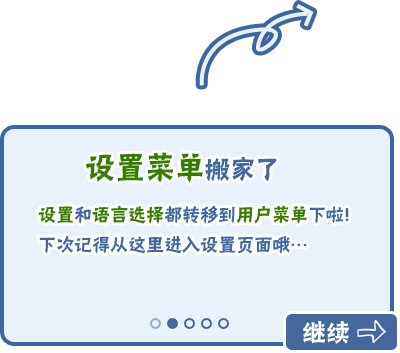 设置菜单搬家了
设置和语言选择都转移到用户菜单下啦!
下次记得从这里进入设置页面哦…
继续